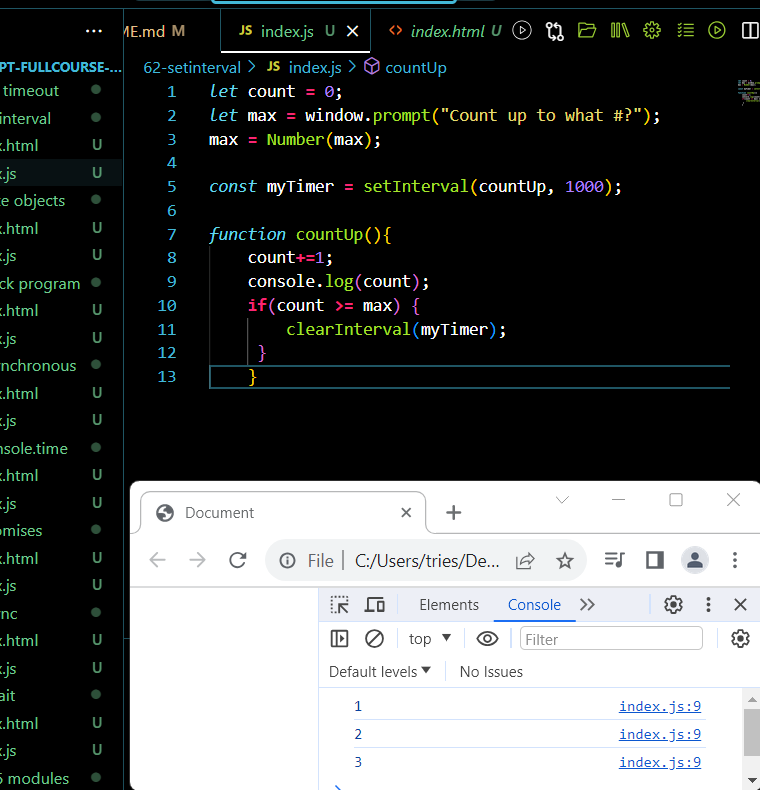 ME.md M
JS index.js U
<> index.html U
PT-FULLCOURSE-...
timeout
interval
x.html U
x.js U
te objects
x.html U
x.js U
ck program
x.html U
x.js U
nchronous
x.html U
x.js U
nsole.time
x.html U
x.js U
omises
x.html U
x.js U
nc
x.html U
x.js U
ait
x.html U
x.js U
6 modules
62-setinterval > JS index.js > countUp
1 let count = 0;
2 let max = window.prompt("Count up to what #?");
3 max = Number(max);
4
5 const myTimer = setInterval(countUp, 1000);
6
7 function countUp(){
8 count+=1;
9 console.log(count);
10 if(count >= max) {
11 clearInterval(myTimer);
12 }
13 }
Document
File | C:/Users/tries/De...
Elements Console
top Filter
Default levels No Issues
1 index.js:9
2 index.js:9
3 index.js:9